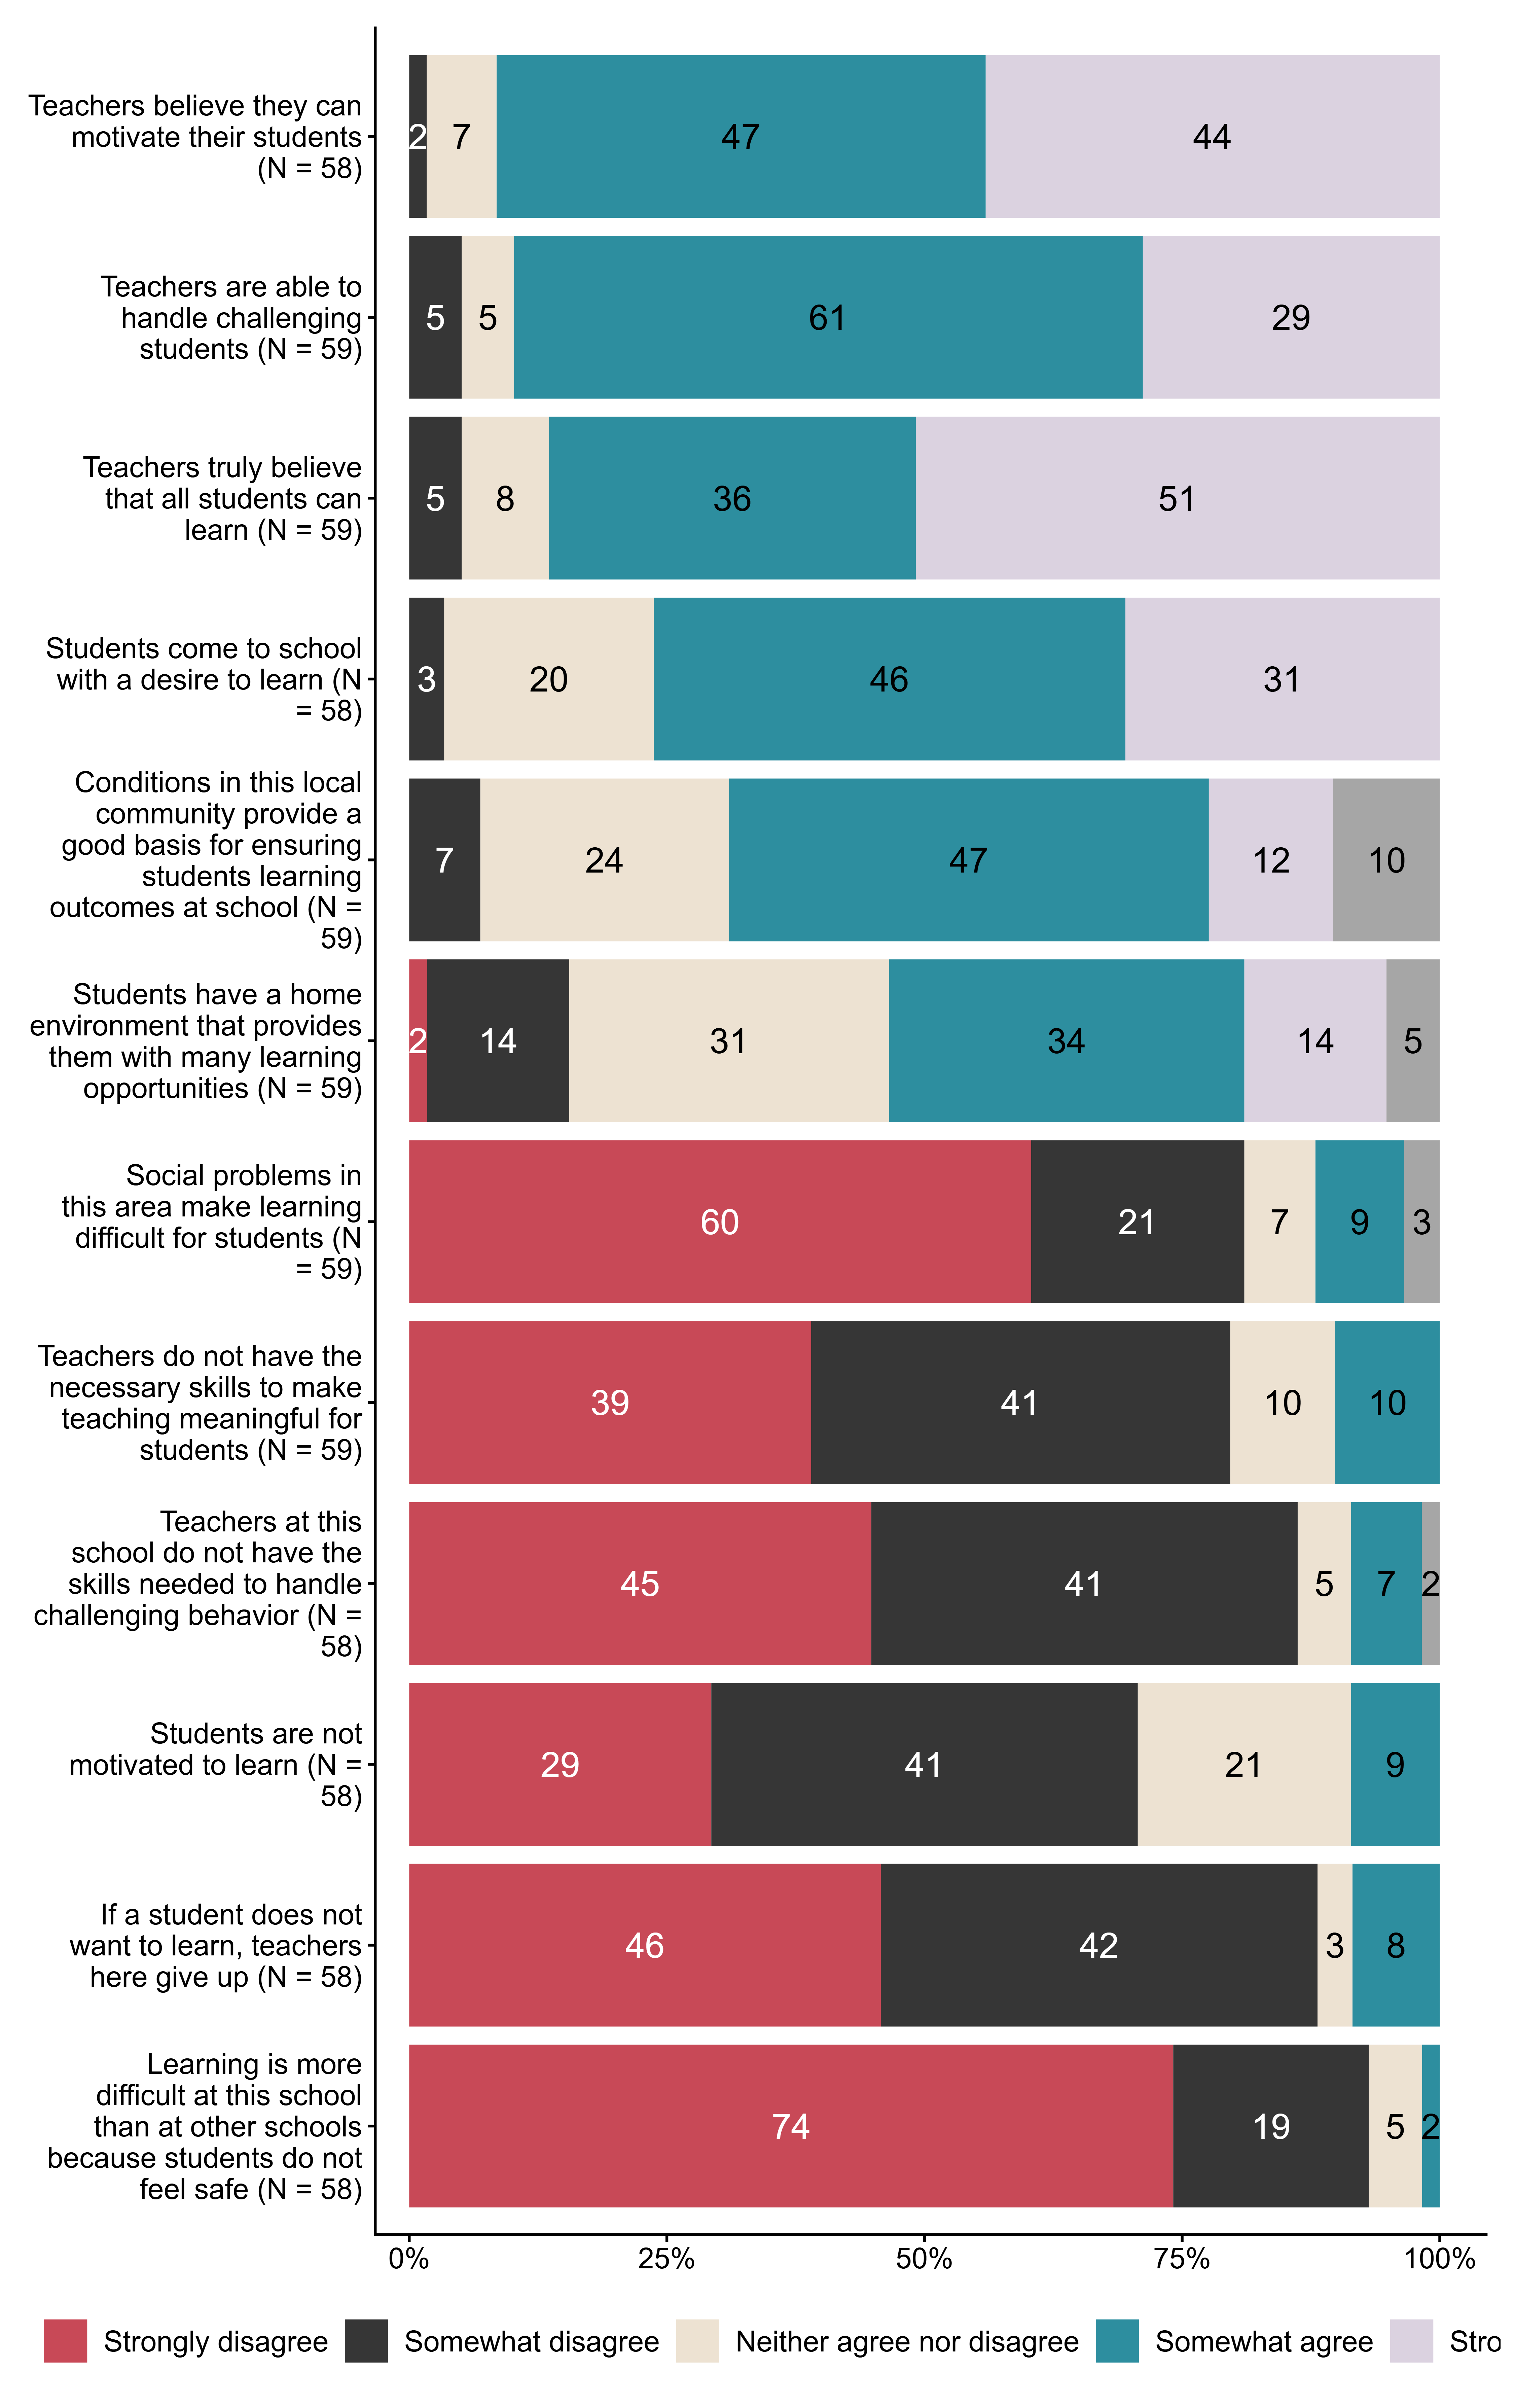 Teachers believe they can
motivate their students
(N = 58)
2 7 47 44
Teachers are able to
handle challenging
students (N = 59)
5 5 61 29
Teachers truly believe
that all students can
learn (N = 59)
5 8 36 51
Students come to school
with a desire to learn (N
= 58)
3 20 46 31
Conditions in this local
community provide a
good basis for ensuring
students learning
outcomes at school (N =
59)
7 24 47 12 10
Students have a home
environment that provides
them with many learning
opportunities (N = 59)
2 14 31 34 14 5
Social problems in
this area make learning
difficult for students (N
= 59)
60 21 7 9 3
Teachers do not have the
necessary skills to make
teaching meaningful for
students (N = 59)
39 41 10 10
Teachers at this
school do not have the
skills needed to handle
challenging behavior (N =
58)
45 41 5 7 2
Students are not
motivated to learn (N =
58)
29 41 21 9
If a student does not
want to learn, teachers
here give up (N = 58)
46 42 3 8
Learning is more
difficult at this school
than at other schools
because students do not
feel safe (N = 58)
74 19 5 2
0% 25% 50% 75% 100%
Strongly disagree Somewhat disagree Neither agree nor disagree Somewhat agree Stro